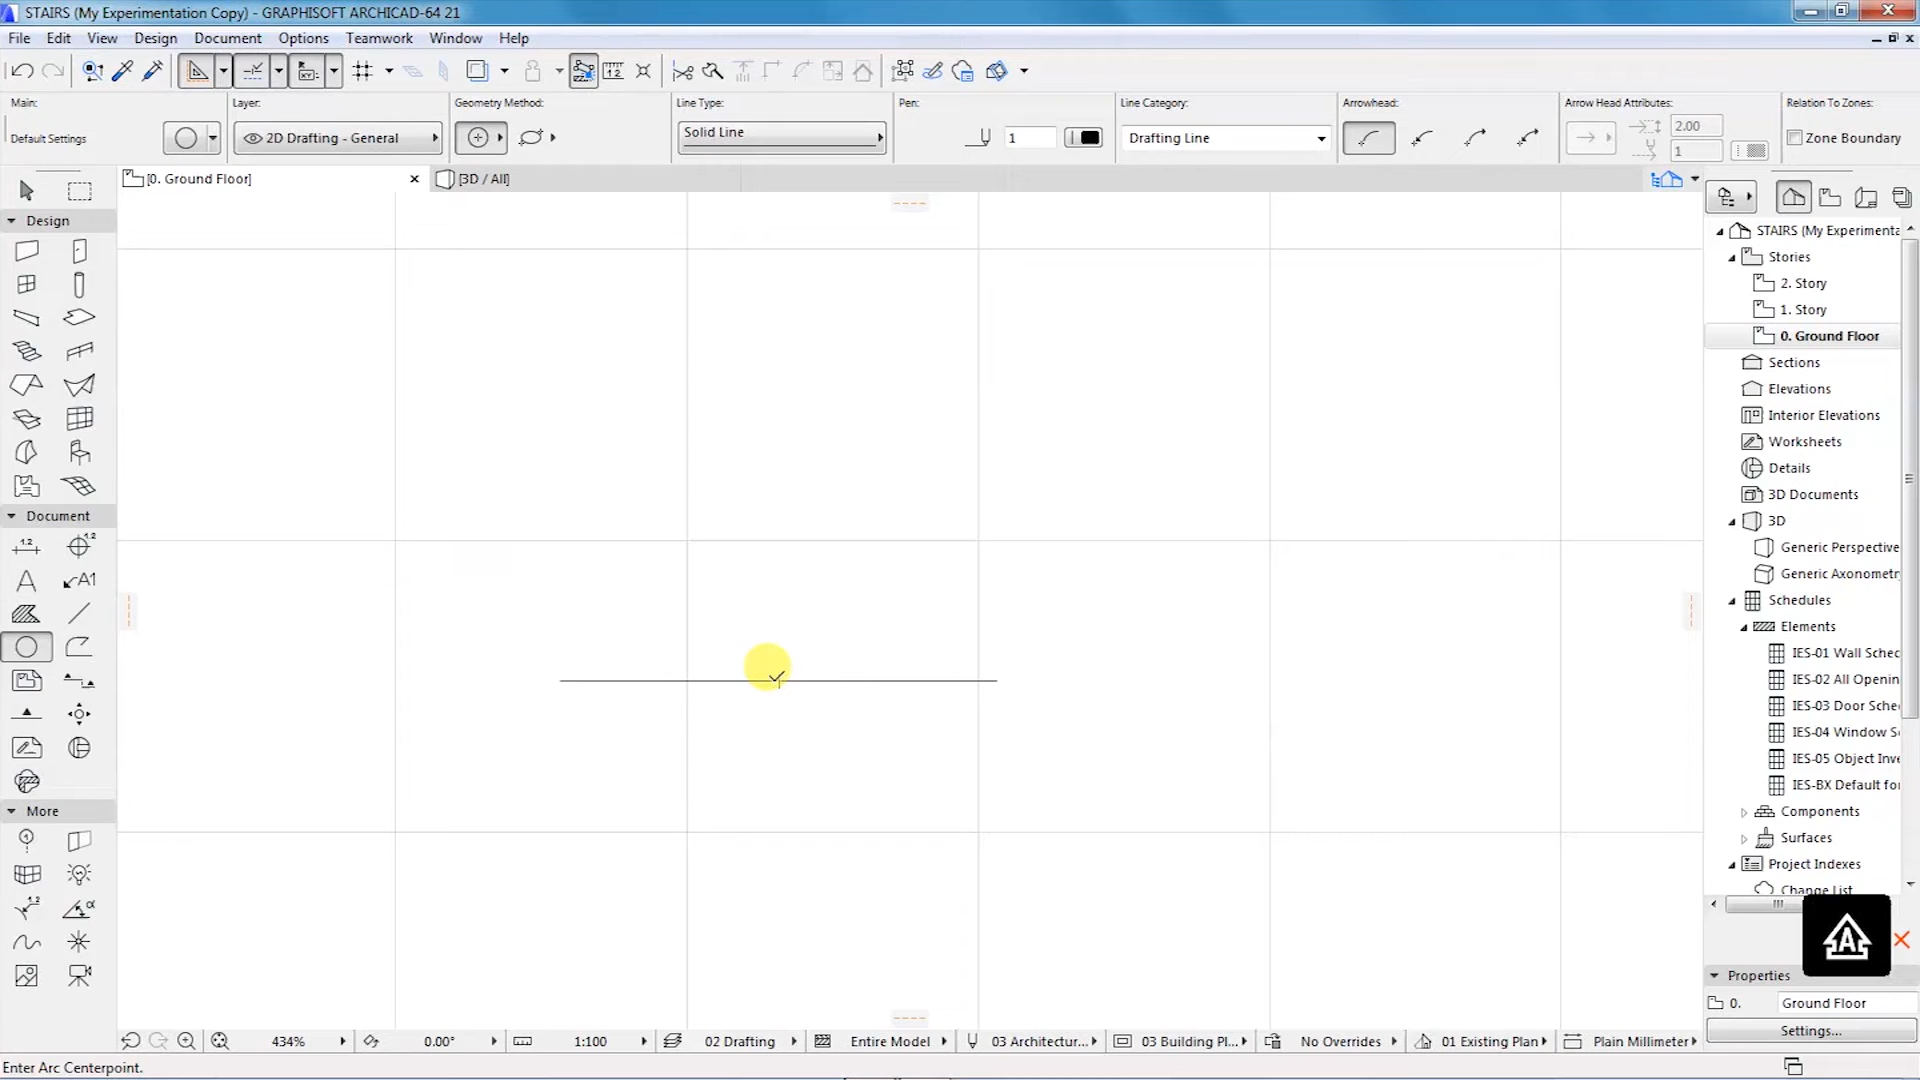 STAIRS (My Experimentation Copy) - GRAPHISOFT ARCHICAD-64 21
File Edit View Design Document Options Teamwork Window Help
Main: Layer: Geometry Method: Line Type: Pen: Line Category: Arrowhead: Arrow Head Attributes: Relation To Zones:
Default Settings 2D Drafting - General Solid Line 1 Drafting Line 2.00 1 Zone Boundary
[0. Ground Floor] [3D / All]
Design
Document
More
STAIRS (My Experimenta
Stories
2. Story
1. Story
0. Ground Floor
Sections
Elevations
Interior Elevations
Worksheets
Details
3D Documents
3D
Generic Perspective
Generic Axonometr
Schedules
Elements
IES-01 Wall Sched
IES-02 All Openin
IES-03 Door Sche
IES-04 Window S
IES-05 Object Inve
IES-BX Default fo
Components
Surfaces
Project Indexes
Change List
Properties
0. Ground Floor
Settings...
434% 0.00° 1:100 02 Drafting Entire Model 03 Architectur... 03 Building Pl... No Overrides 01 Existing Plan Plain Millimeter
Enter Arc Centerpoint.